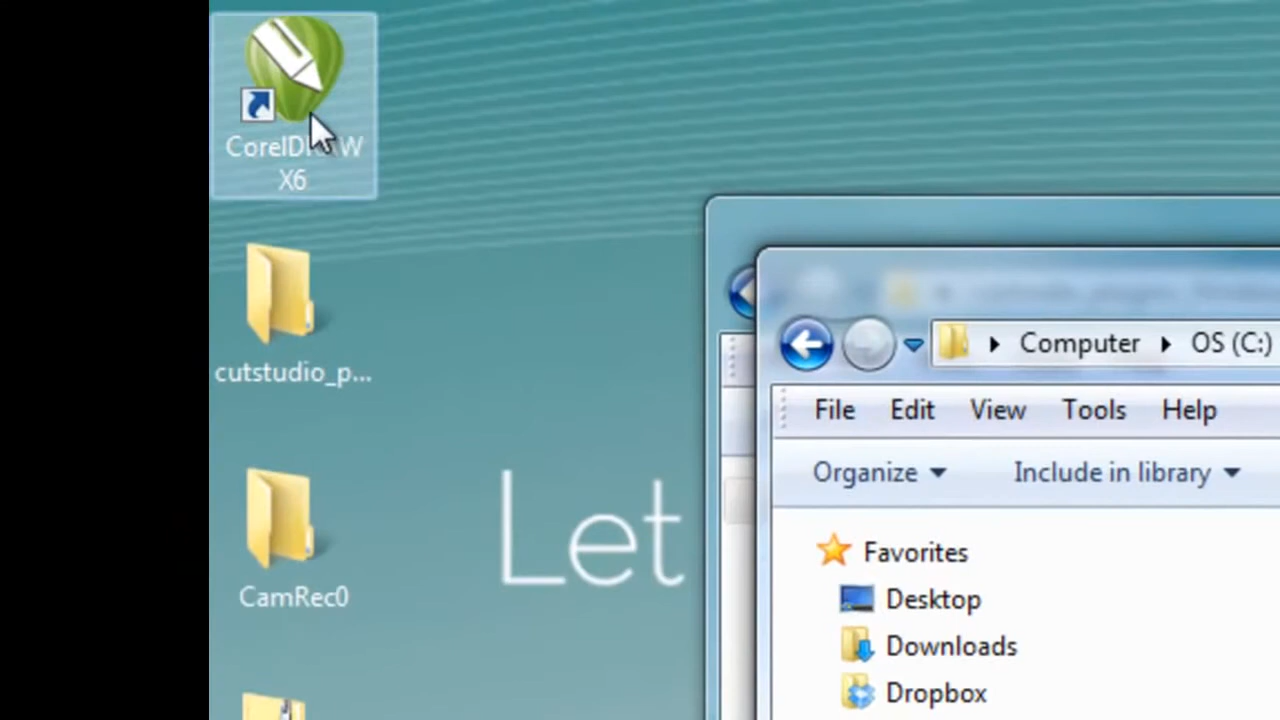 CorelDRAW
X6
cutstudio_p...
CamRec0
Let
Computer
OS (C:)
File Edit View Tools Help
Organize
Include in library
Favorites
Desktop
Downloads
Dropbox